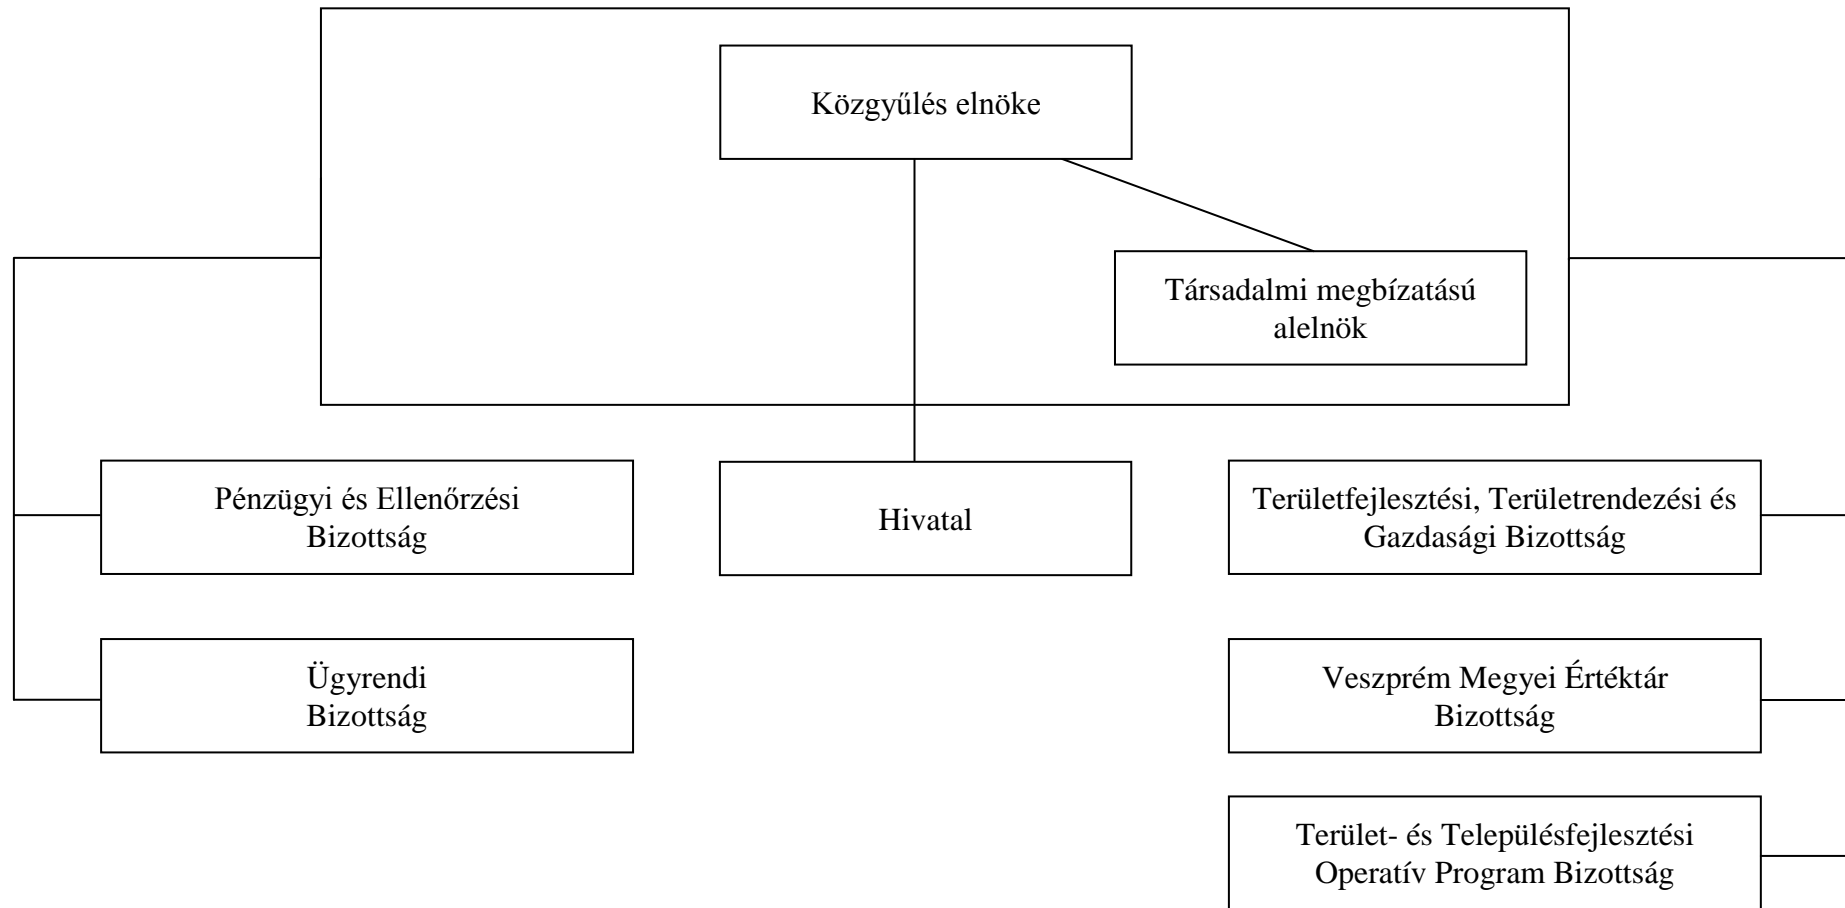 Közgyűlés elnöke
Társadalmi megbízatású
alelnök
Pénzügyi és Ellenőrzési
Bizottság
Hivatal
Területfejlesztési, Területrendezési és
Gazdasági Bizottság
Ügyrendi
Bizottság
Veszprém Megyei Értéktár
Bizottság
Terület- és Településfejlesztési
Operatív Program Bizottság